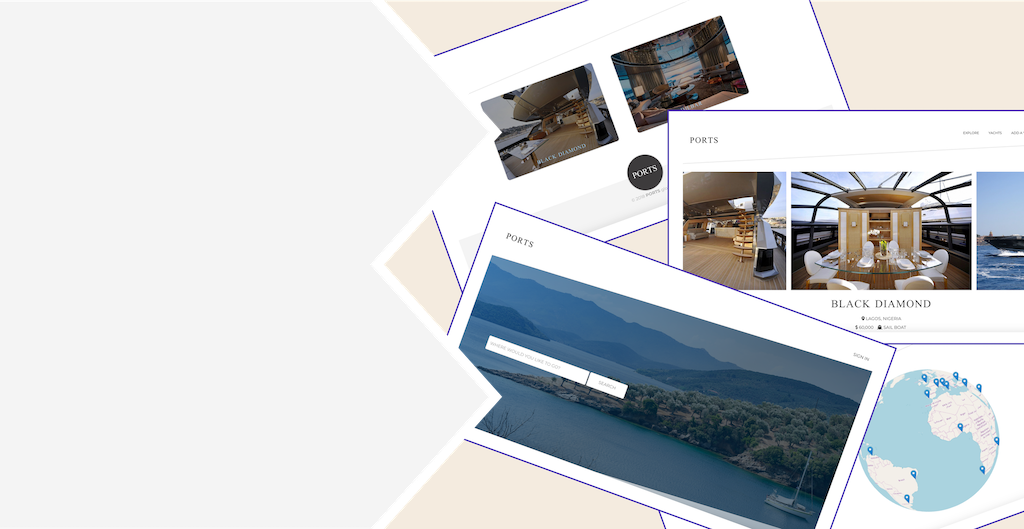 BLACK DIAMOND
PORTS
PORTS
EXPLORE YACHTS ADD A
BLACK DIAMOND
LAGOS, NIGERIA
$ 60,000 SAIL BOAT
PORTS
SIGN IN
WHERE WOULD YOU LIKE TO GO?
SEARCH